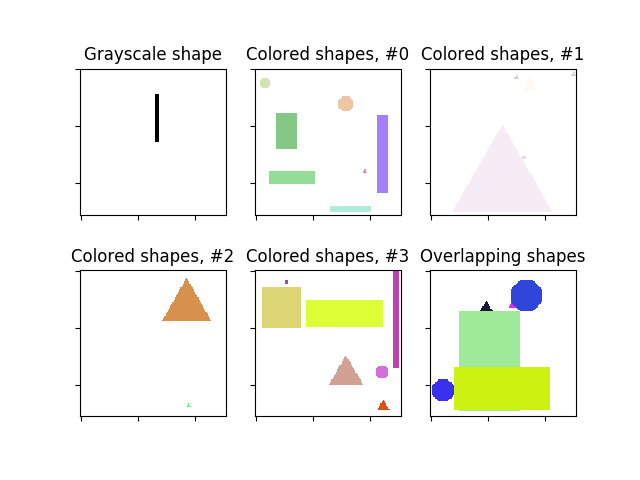 Grayscale shape
Colored shapes, #0
Colored shapes, #1
Colored shapes, #2
Colored shapes, #3
Overlapping shapes